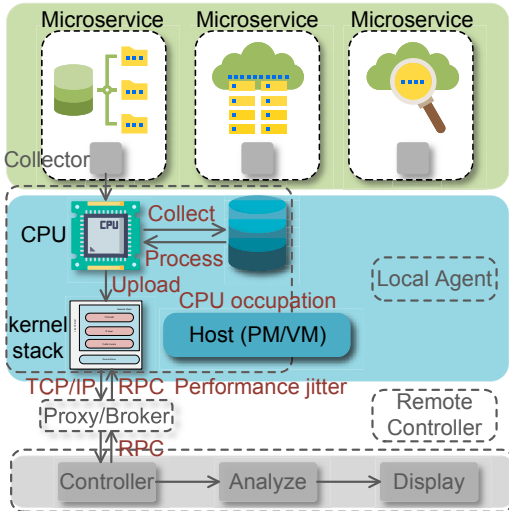 Microservice Microservice Microservice
Collector
CPU
CPU
Collect
Process
Upload
Local Agent
CPU occupation
kernel
stack
Host (PM/VM)
TCP/IP RPC Performance jitter
Proxy/Broker
Remote
Controller
RPC
Controller Analyze Display